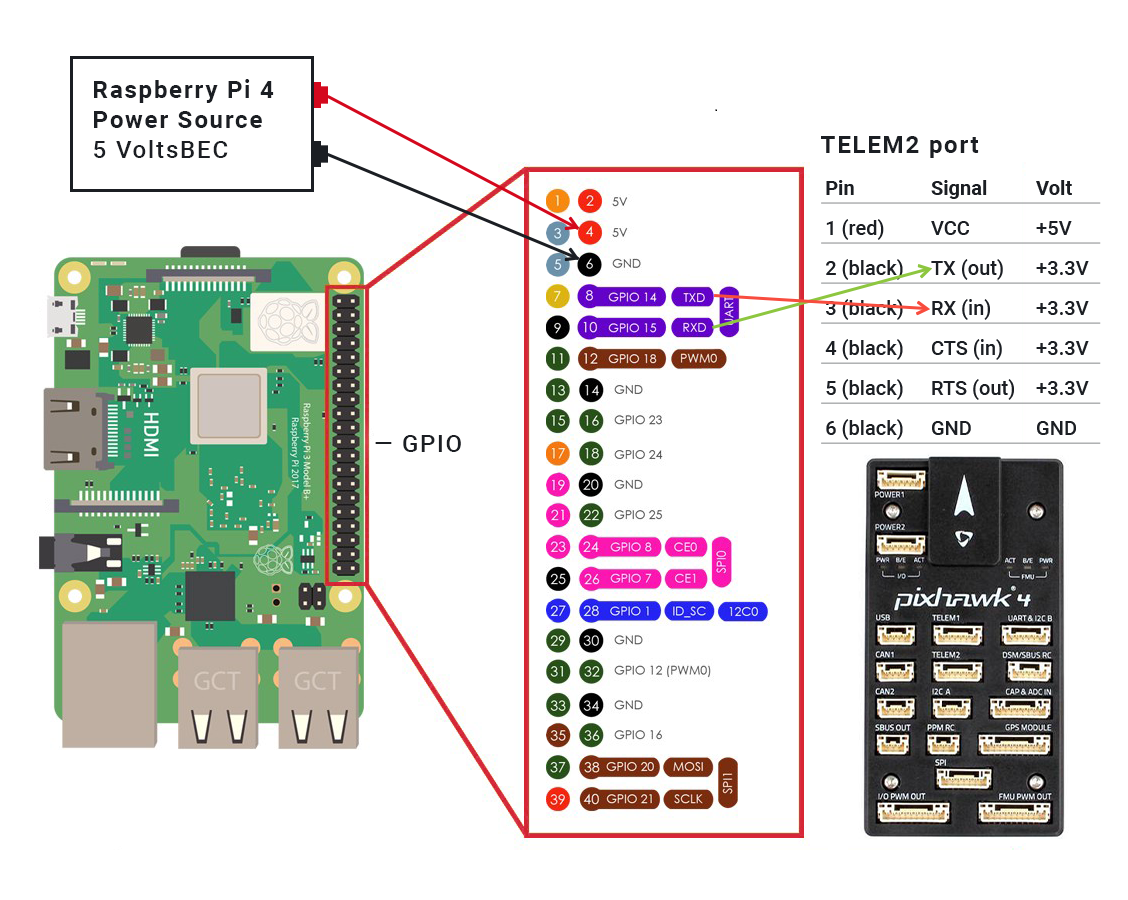 Raspberry Pi 4
Power Source
5 VoltsBEC
TELEM2 port
Pin Signal Volt
1 (red) VCC +5V
2 (black) TX (out) +3.3V
3 (black) RX (in) +3.3V
4 (black) CTS (in) +3.3V
5 (black) RTS (out) +3.3V
6 (black) GND GND
1 2 5V
3 4 5V
5 6 GND
7 8 GPIO 14 TXD
UART
9 10 GPIO 15 RXD
11 12 GPIO 18 PWM0
13 14 GND
15 16 GPIO 23
17 18 GPIO 24
19 20 GND
21 22 GPIO 25
23 24 GPIO 8 CE0
SPI0
25 26 GPIO 7 CE1
27 28 GPIO 1 ID_SC 12C0
29 30 GND
31 32 GPIO 12 (PWM0)
33 34 GND
35 36 GPIO 16
37 38 GPIO 20 MOSI
SPI1
39 40 GPIO 21 SCLK
GPIO
HDMI
Raspberry Pi 3 Model B+
Raspberry Pi 2017
GCT GCT
POWER1
POWER2
PWR B/E ACT
I/O
ACT B/E PWR
FMU
pixhawk 4
USB TELEM1 UART & I2C B
CAN1 TELEM2 DSM/SBUS RC
CAN2 I2C A CAP & ADC IN
SBUS OUT PPM RC GPS MODULE
SPI
I/O PWM OUT FMU PWM OUT